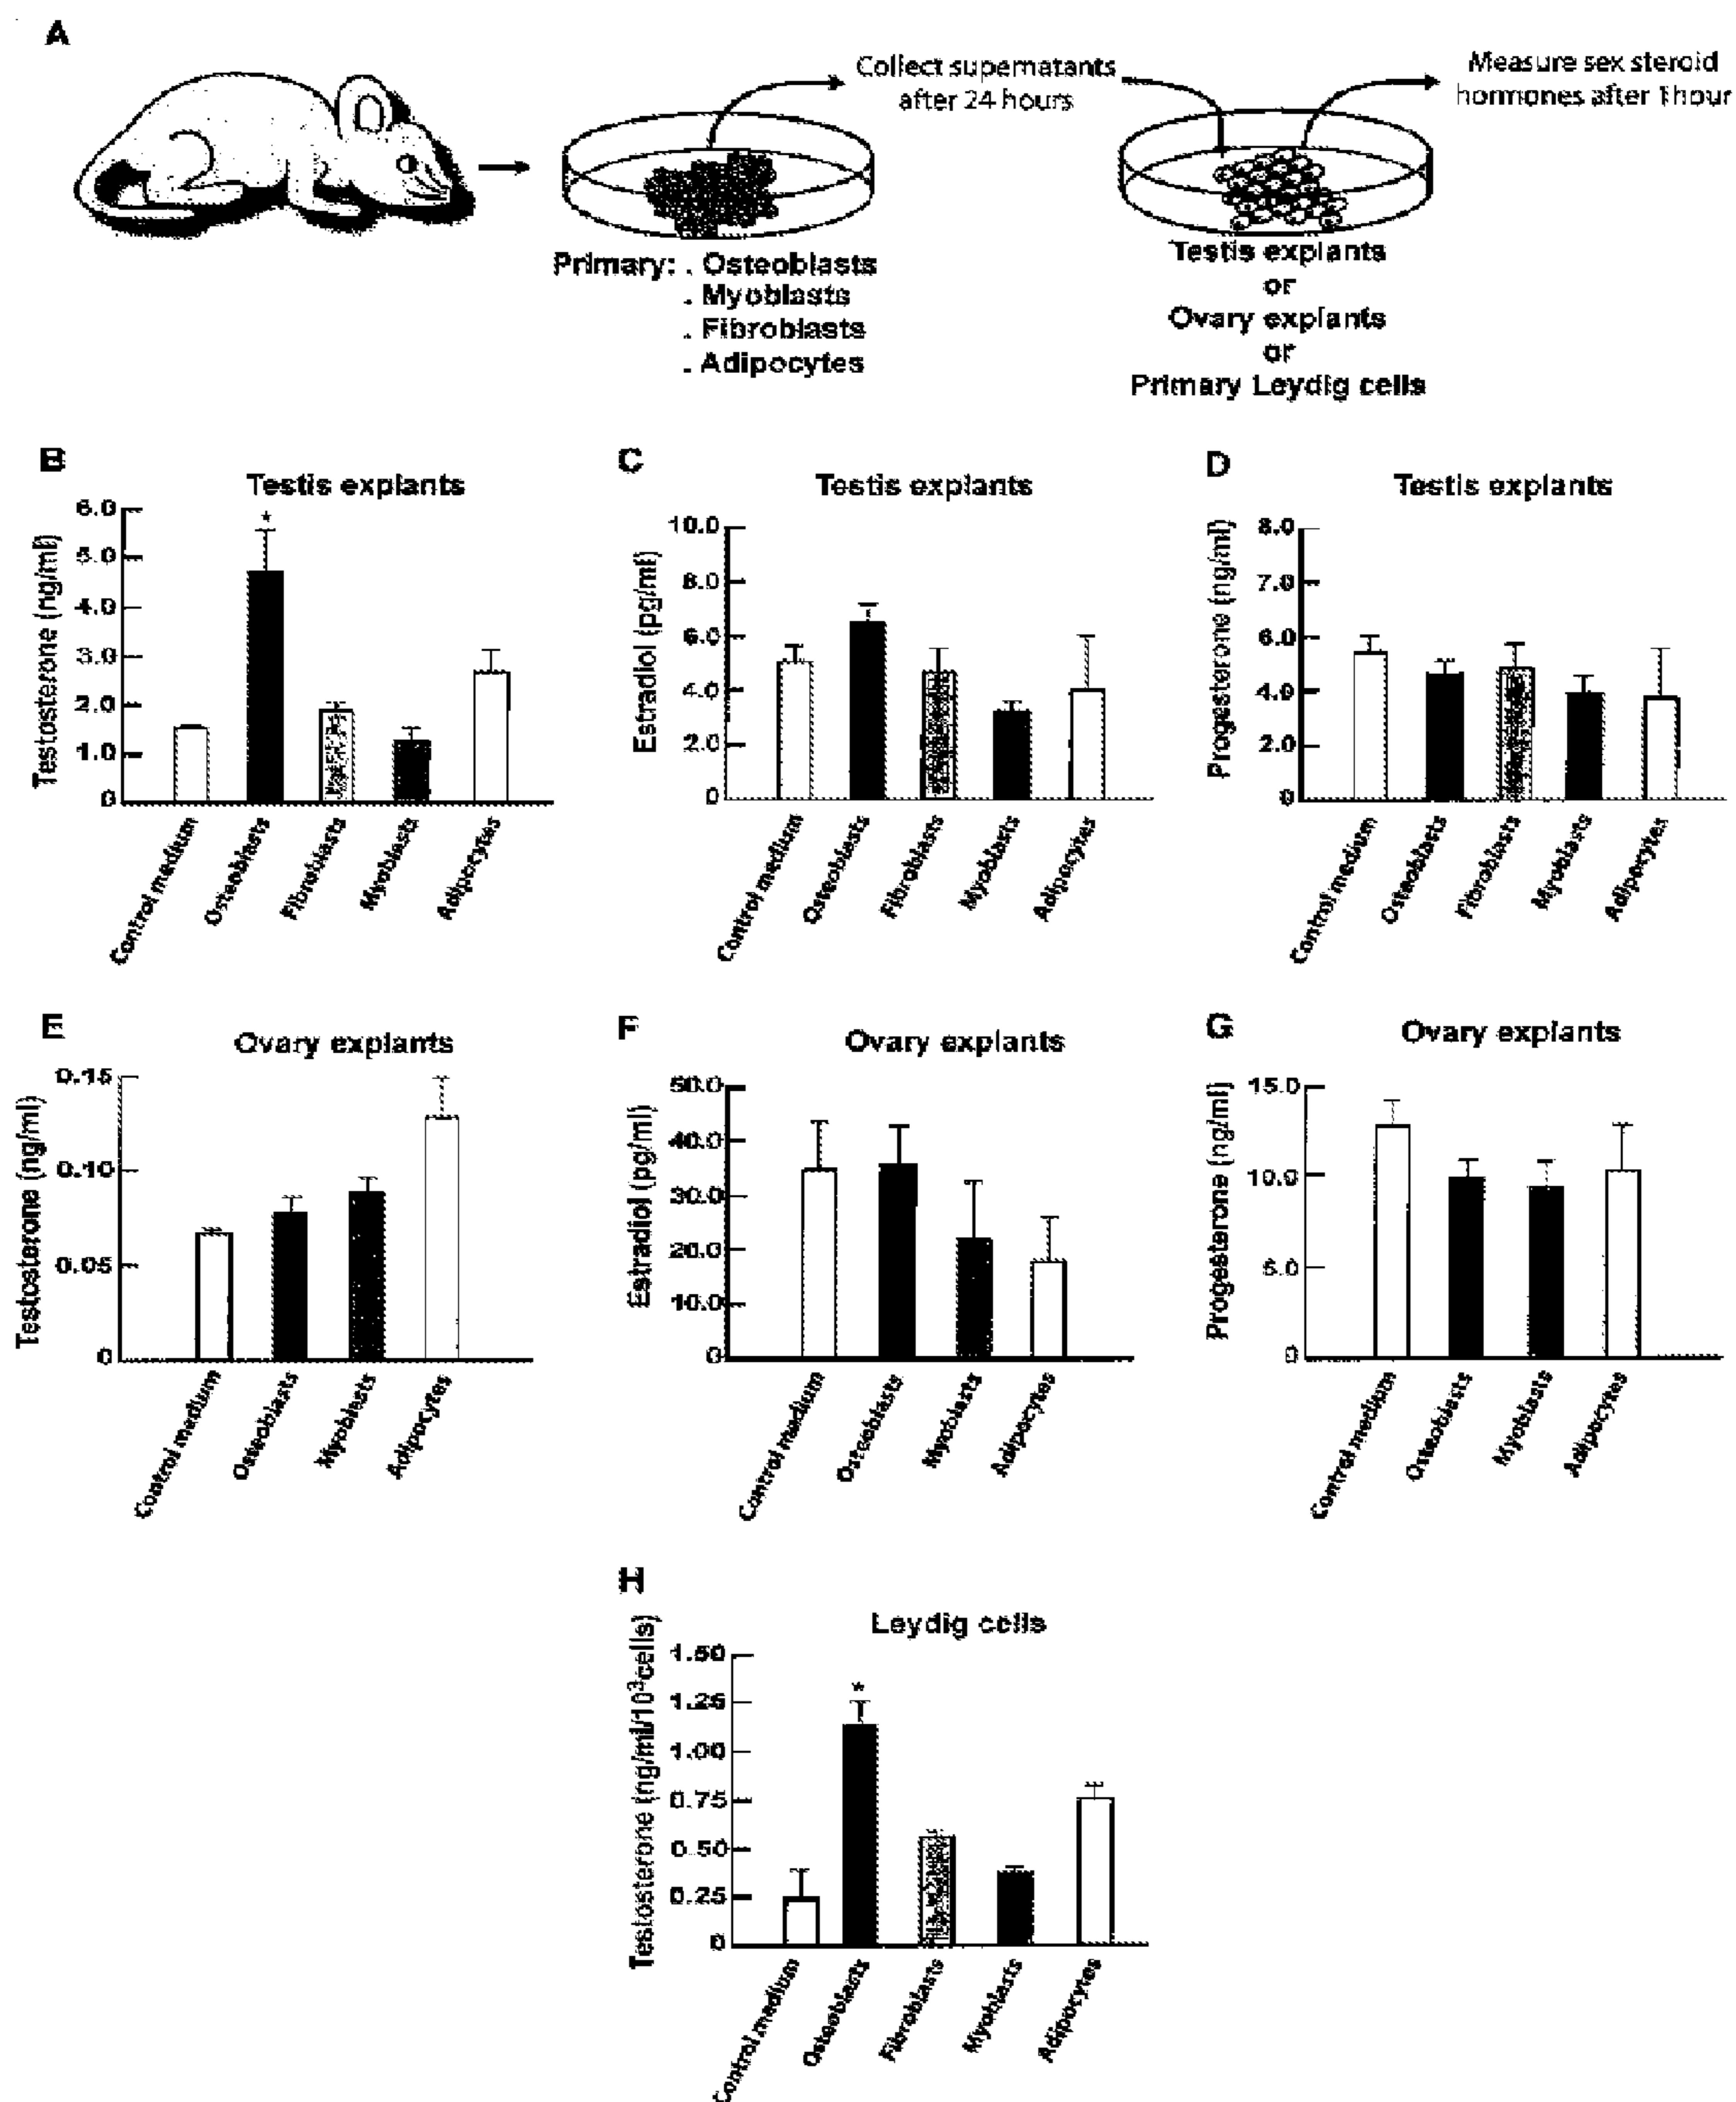 A
Collect supernatants
after 24 hours
Measure sex steroid
hormones after 1hour
Primary: . Osteoblasts
. Myoblasts
. Fibroblasts
. Adipocytes
Testis explants
or
Ovary explants
or
Primary Leydig cells
B
Testis explants
Testosterone (ng/ml)
6.0
5.0
4.0
3.0
2.0
1.0
0
*
Control medium
Osteoblasts
Fibroblasts
Myoblasts
Adipocytes
C
Testis explants
Estradiol (pg/ml)
10.0
8.0
6.0
4.0
2.0
0
Control medium
Osteoblasts
Fibroblasts
Myoblasts
Adipocytes
D
Testis explants
Progesterone (ng/ml)
8.0
7.0
6.0
4.0
2.0
0
Control medium
Osteoblasts
Fibroblasts
Myoblasts
Adipocytes
E
Ovary explants
Testosterone (ng/ml)
0.15
0.10
0.05
0
Control medium
Osteoblasts
Myoblasts
Adipocytes
F
Ovary explants
Estradiol (pg/ml)
50.0
40.0
30.0
20.0
10.0
0
Control medium
Osteoblasts
Myoblasts
Adipocytes
G
Ovary explants
Progesterone (ng/ml)
15.0
10.0
5.0
0
Control medium
Osteoblasts
Myoblasts
Adipocytes
H
Leydig cells
Testosterone (ng/ml/10³cells)
1.50
1.25
1.00
0.75
0.50
0.25
0
*
Control medium
Osteoblasts
Fibroblasts
Myoblasts
Adipocytes